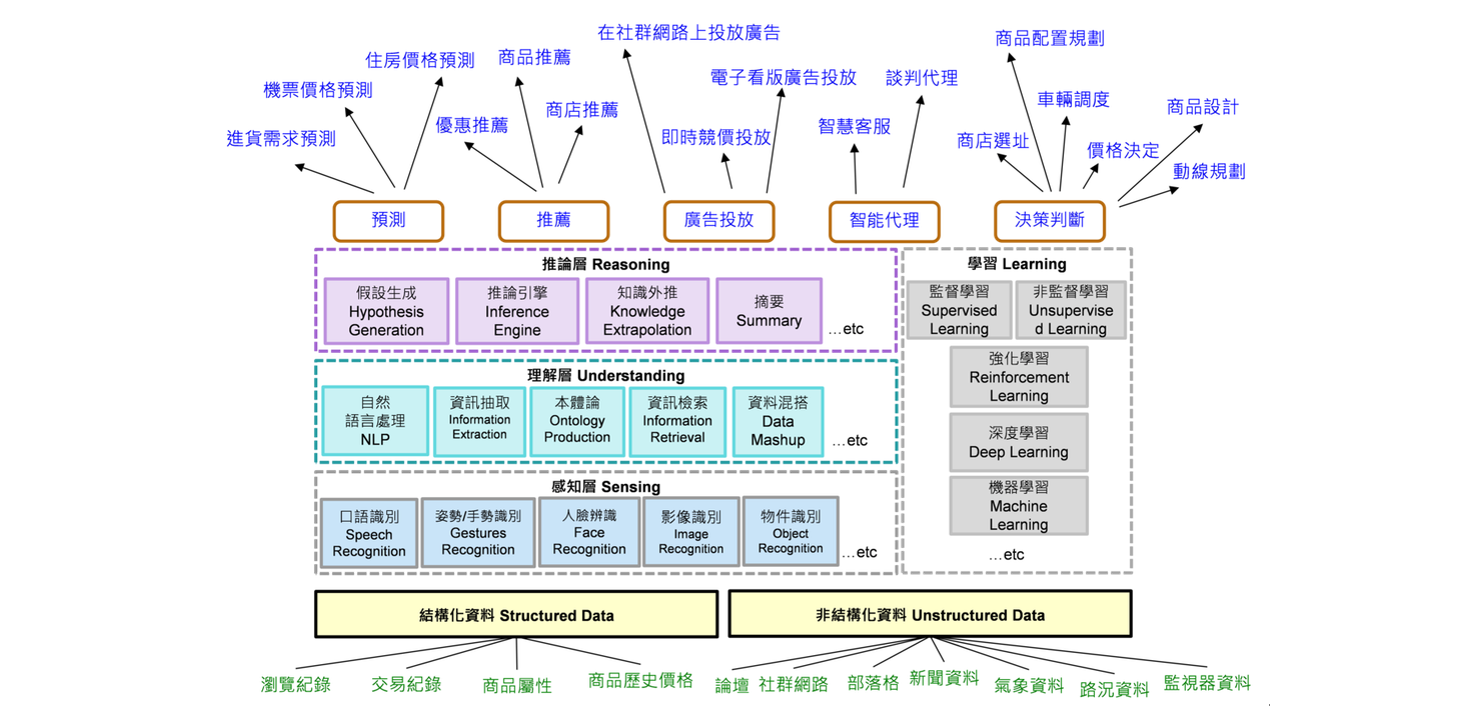 在社群網路上投放廣告
商品配置規劃
住房價格預測
商品推薦
電子看版廣告投放
談判代理
機票價格預測
車輛調度
商品設計
商店推薦
優惠推薦
智慧客服
進貨需求預測
即時競價投放
商店選址
價格決定
動線規劃
預測
推薦
廣告投放
智能代理
決策判斷
推論層 Reasoning
假設生成
Hypothesis
Generation
推論引擎
Inference
Engine
知識外推
Knowledge
Extrapolation
摘要
Summary
...etc
學習 Learning
監督學習
Supervised
Learning
非監督學習
Unsupervise
d Learning
強化學習
Reinforcement
Learning
深度學習
Deep Learning
機器學習
Machine
Learning
...etc
理解層 Understanding
自然
語言處理
NLP
資訊抽取
Information
Extraction
本體論
Ontology
Production
資訊檢索
Information
Retrieval
資料混搭
Data
Mashup
...etc
感知層 Sensing
口語識別
Speech
Recognition
姿勢/手勢識別
Gestures
Recognition
人臉辨識
Face
Recognition
影像識別
Image
Recognition
物件識別
Object
Recognition
...etc
結構化資料 Structured Data
非結構化資料 Unstructured Data
瀏覽紀錄
交易紀錄
商品屬性
商品歷史價格
論壇
社群網路
部落格
新聞資料
氣象資料
路況資料
監視器資料